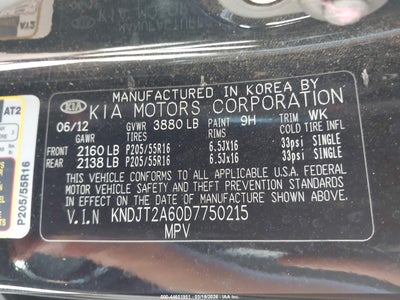 AT2
P205/55R16
MANUFACTURED IN KOREA BY
KIA KIA MOTORS CORPORATION
06/12 GVWR 3880 LB PAINT 9H TRIM WK
GAWR TIRES RIMS COLD TIRE INFL
FRONT 2160 LB P205/55R16 6.5JX16 33psi SINGLE
REAR 2138 LB P205/55R16 6.5Jx16 33psi SINGLE
THIS VEHICLE CONFORMS TO ALL APPLICABLE U.S.A. FEDERAL
MOTOR VEHICLE SAFETY, BUMPER, AND THEFT PREVENTION
STANDARDS IN EFFECT ON THE DATE OF MANUFACTURE
SHOWN ABOVE.
V.I.N KNDJT2A60D7750215
MPV